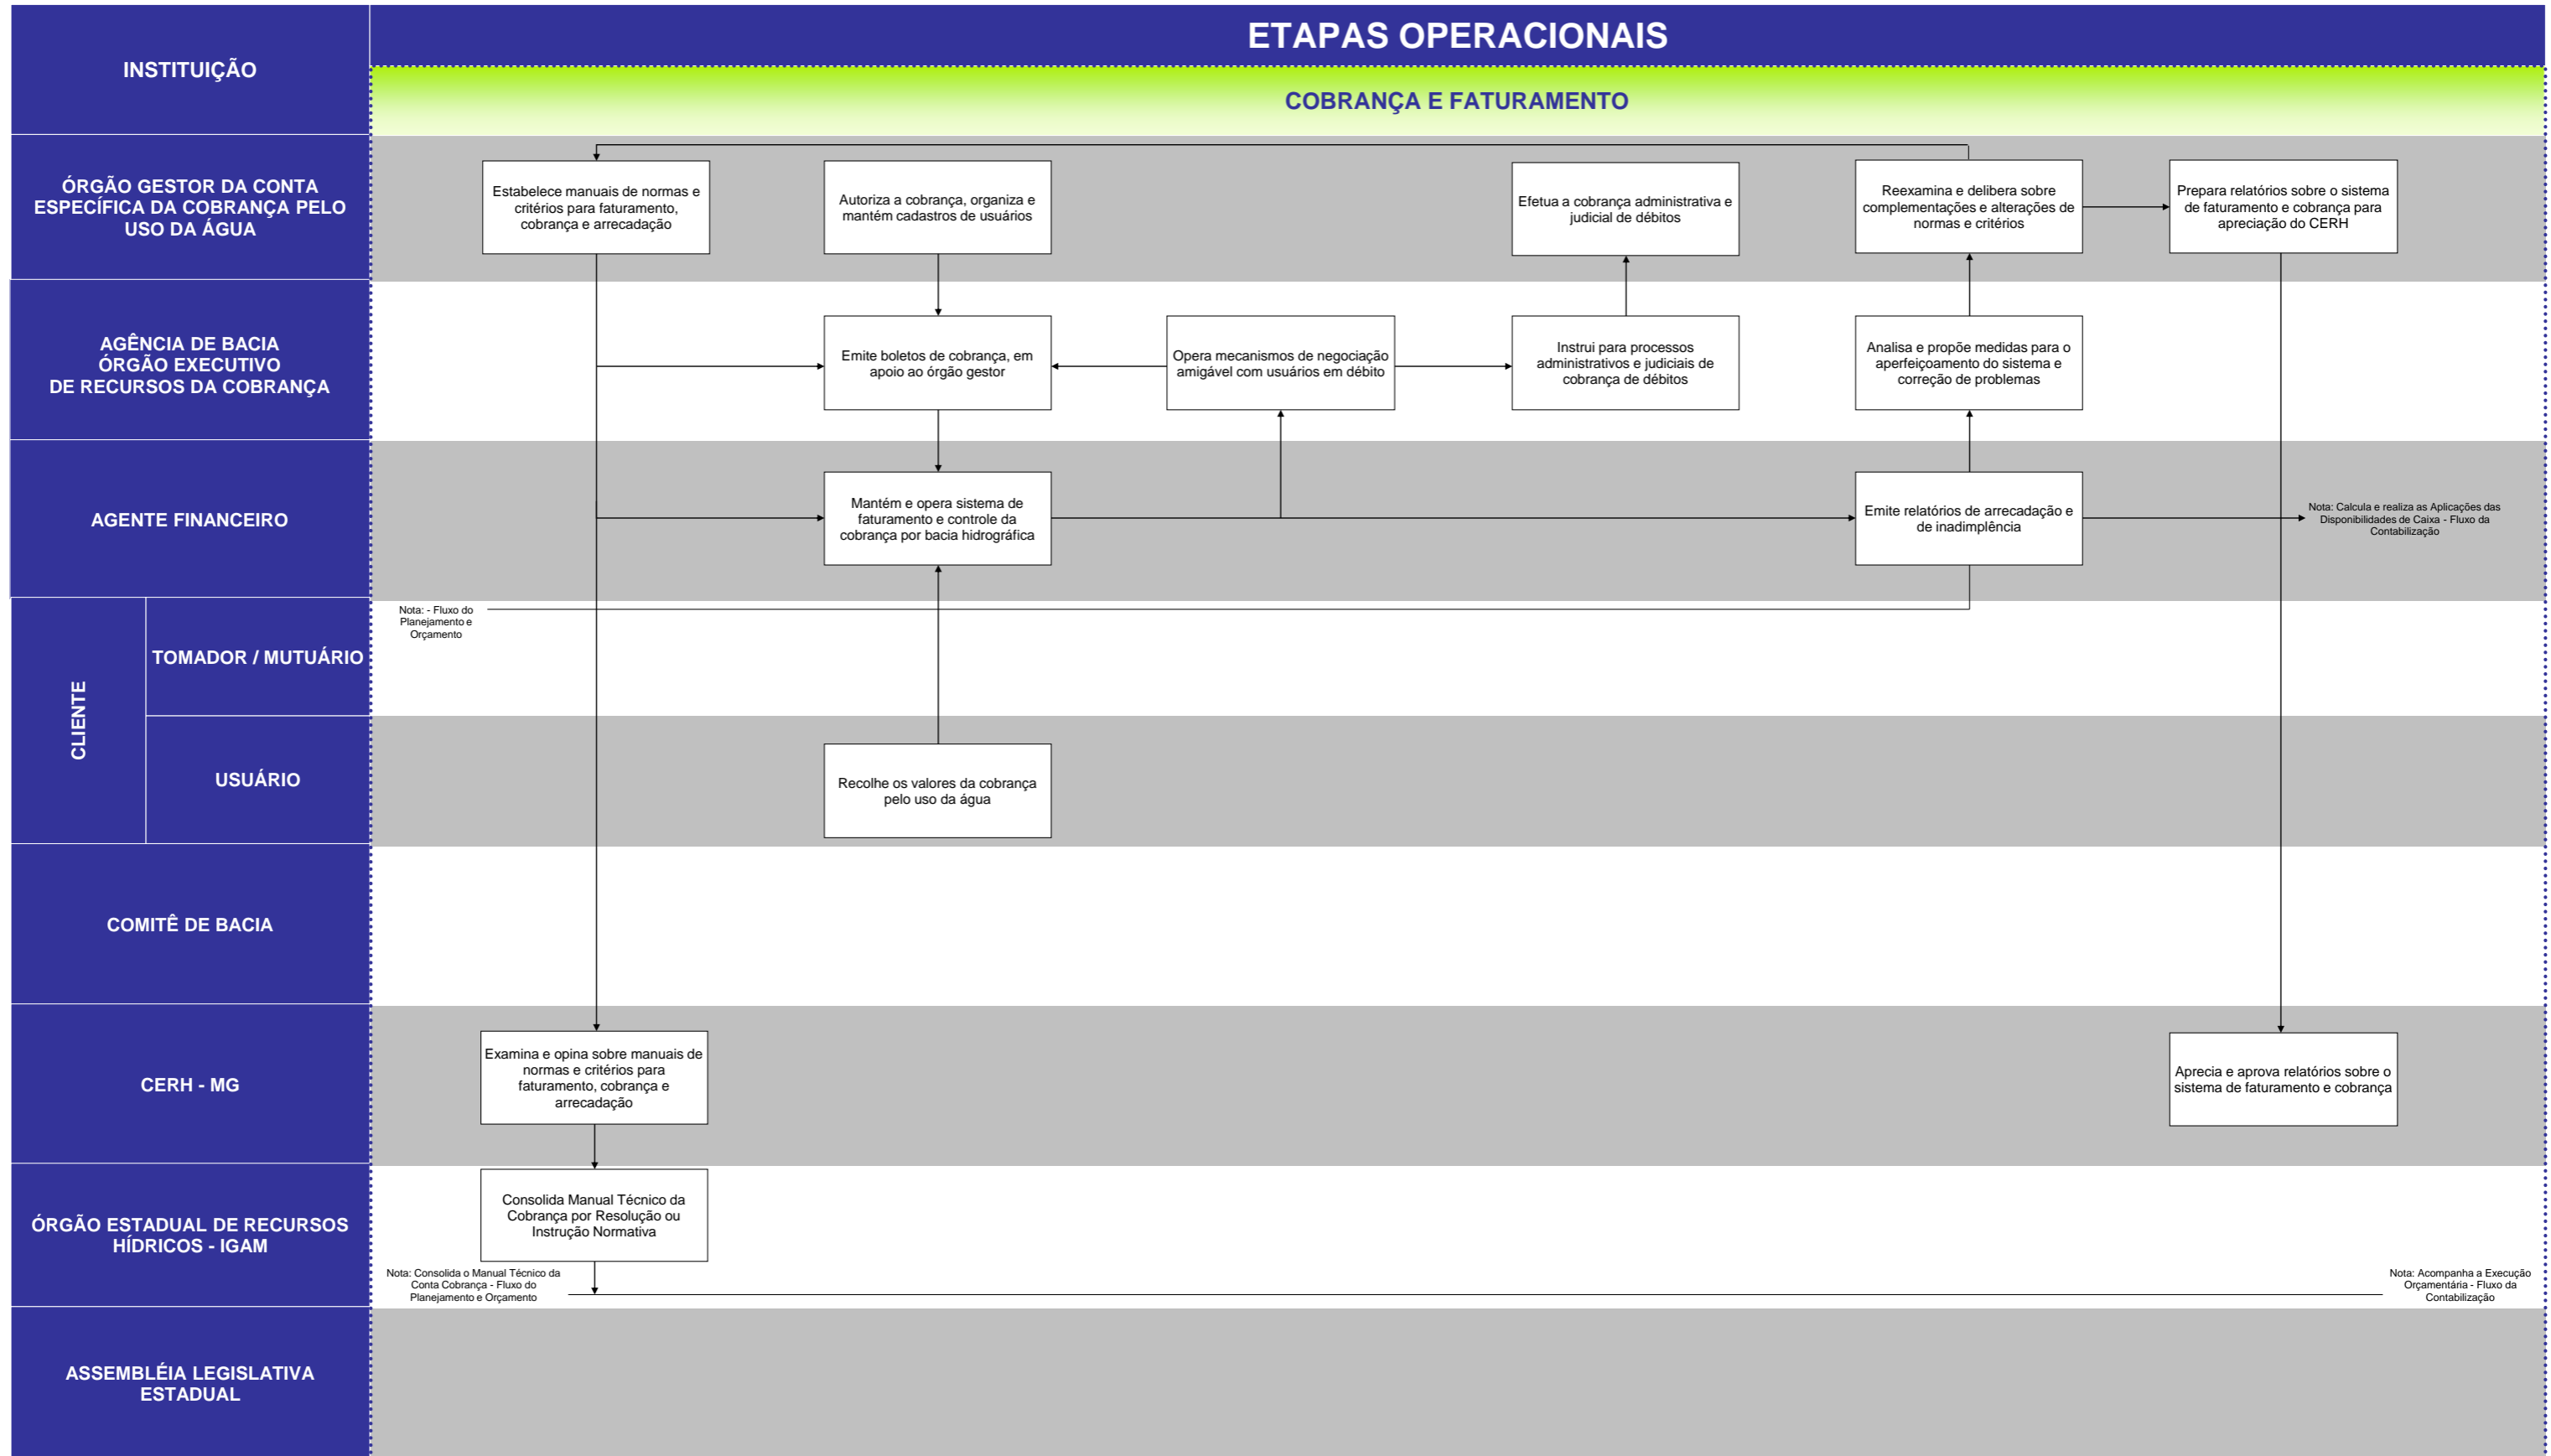 ETAPAS OPERACIONAIS
INSTITUIÇÃO
COBRANÇA E FATURAMENTO
ÓRGÃO GESTOR DA CONTA
ESPECÍFICA DA COBRANÇA PELO
USO DA ÁGUA
Estabelece manuais de normas e
critérios para faturamento,
cobrança e arrecadação
Autoriza a cobrança, organiza e
mantém cadastros de usuários
Efetua a cobrança administrativa e
judicial de débitos
Reexamina e delibera sobre
complementações e alterações de
normas e critérios
Prepara relatórios sobre o sistema
de faturamento e cobrança para
apreciação do CERH
AGÊNCIA DE BACIA
ÓRGÃO EXECUTIVO
DE RECURSOS DA COBRANÇA
Emite boletos de cobrança, em
apoio ao órgão gestor
Opera mecanismos de negociação
amigável com usuários em débito
Instrui para processos
administrativos e judiciais de
cobrança de débitos
Analisa e propõe medidas para o
aperfeiçoamento do sistema e
correção de problemas
AGENTE FINANCEIRO
Mantém e opera sistema de
faturamento e controle da
cobrança por bacia hidrográfica
Emite relatórios de arrecadação e
de inadimplência
Nota: Calcula e realiza as Aplicações das
Disponibilidades de Caixa - Fluxo da
Contabilização
CLIENTE
TOMADOR / MUTUÁRIO
Nota: - Fluxo do
Planejamento e
Orçamento
USUÁRIO
Recolhe os valores da cobrança
pelo uso da água
COMITÊ DE BACIA
CERH - MG
Examina e opina sobre manuais de
normas e critérios para
faturamento, cobrança e
arrecadação
Aprecia e aprova relatórios sobre o
sistema de faturamento e cobrança
ÓRGÃO ESTADUAL DE RECURSOS
HÍDRICOS - IGAM
Consolida Manual Técnico da
Cobrança por Resolução ou
Instrução Normativa
Nota: Consolida o Manual Técnico da
Conta Cobrança - Fluxo do
Planejamento e Orçamento
Nota: Acompanha a Execução
Orçamentária - Fluxo da
Contabilização
ASSEMBLÉIA LEGISLATIVA
ESTADUAL